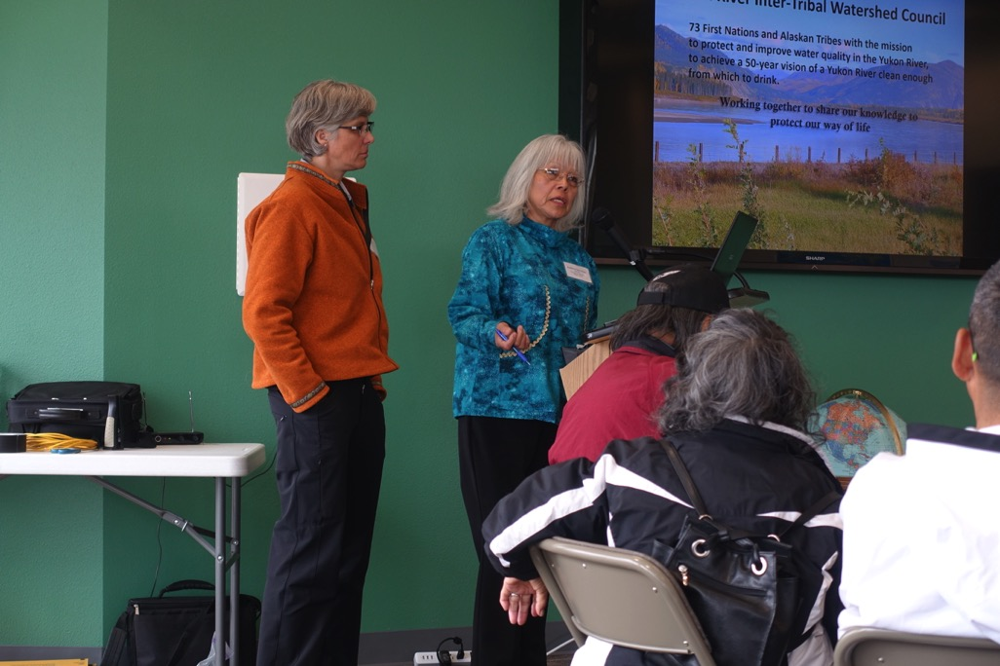 River Inter-Tribal Watershed Council
73 First Nations and Alaskan Tribes with the mission
to protect and improve water quality in the Yukon River,
to achieve a 50-year vision of a Yukon River clean enough
from which to drink.
Working together to share our knowledge to
protect our way of life
SHARP